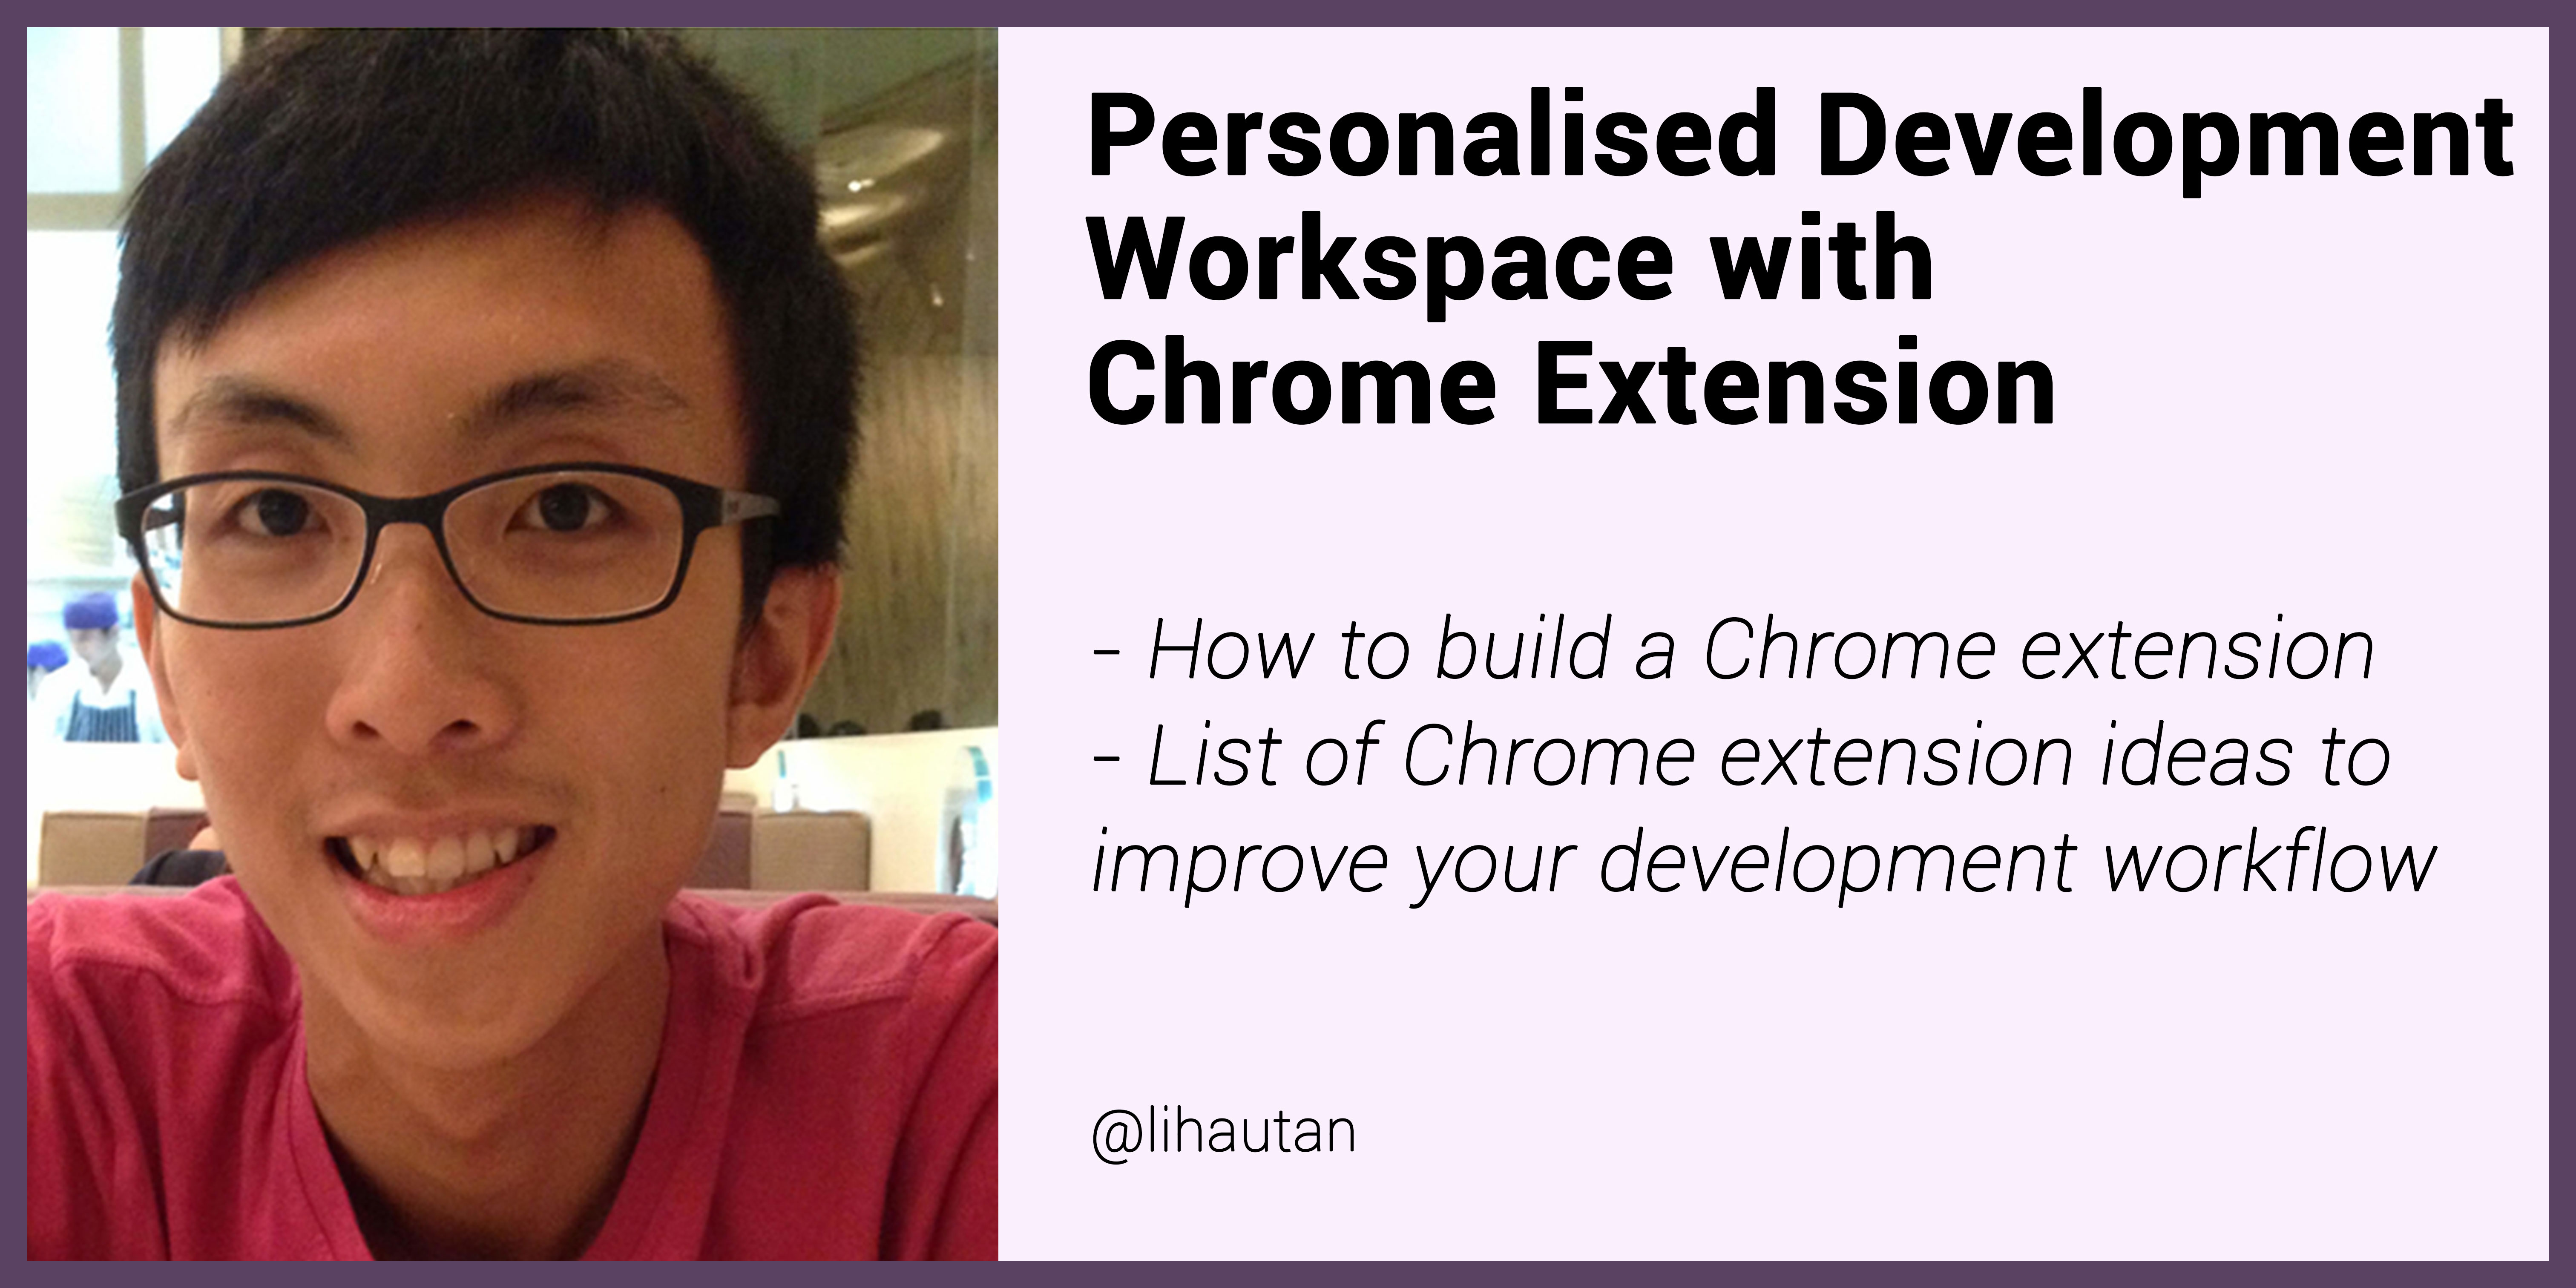 Personalised Development
Workspace with
Chrome Extension
- How to build a Chrome extension
- List of Chrome extension ideas to
improve your development workflow
@lihautan